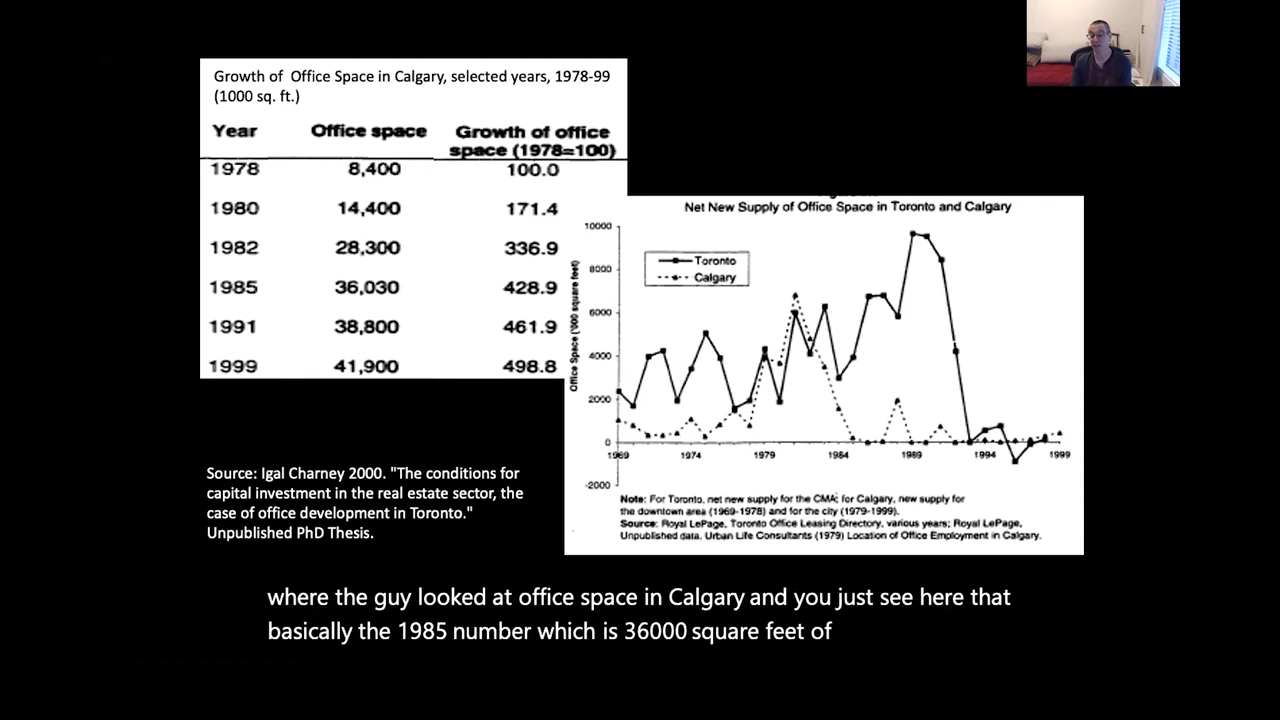 Growth of Office Space in Calgary, selected years, 1978-99
(1000 sq. ft.)
Year Office space Growth of office
space (1978=100)
1978 8,400 100.0
1980 14,400 171.4
1982 28,300 336.9
1985 36,030 428.9
1991 38,800 461.9
1999 41,900 498.8
Source: Igal Charney 2000. "The conditions for
capital investment in the real estate sector, the
case of office development in Toronto."
Unpublished PhD Thesis.
Net New Supply of Office Space in Toronto and Calgary
Office Space ('000 square feet)
10000
8000
6000
4000
2000
0
-2000
Toronto
Calgary
1969 1974 1979 1984 1989 1994 1999
Note: For Toronto, net new supply for the CMA; for Calgary, new supply for
the downtown area (1969-1978) and for the city (1979-1999).
Source: Royal LePage, Toronto Office Leasing Directory, various years; Royal LePage,
Unpublished data. Urban Life Consultants (1979) Location of Office Employment in Calgary.
where the guy looked at office space in Calgary and you just see here that
basically the 1985 number which is 36000 square feet of